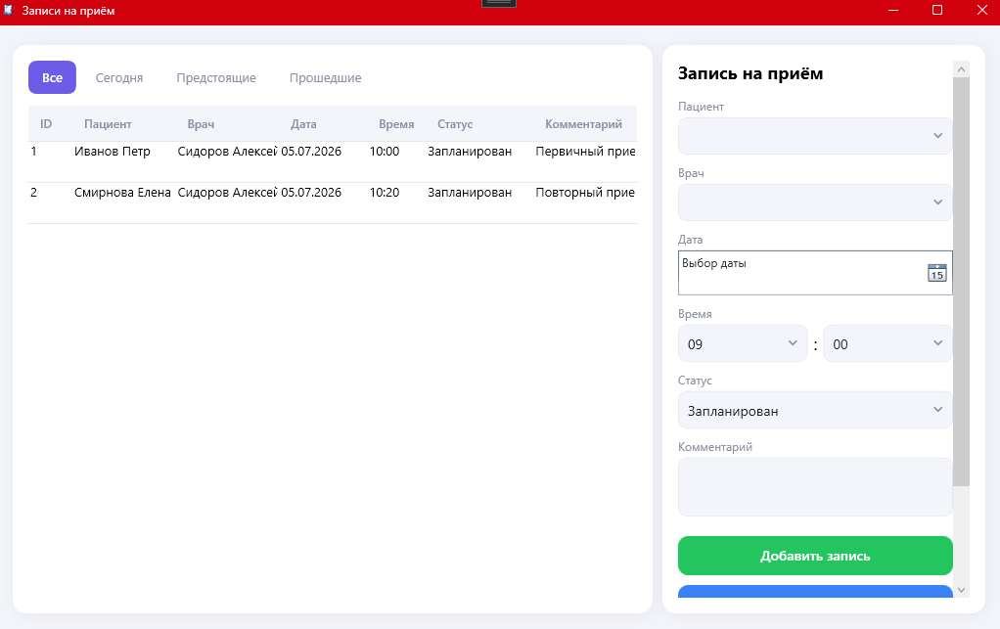 Записи на приём
Все Сегодня Предстоящие Прошедшие
ID Пациент Врач Дата Время Статус Комментарий
1 Иванов Петр Сидоров Алексей 05.07.2026 10:00 Запланирован Первичный прие
2 Смирнова Елена Сидоров Алексей 05.07.2026 10:20 Запланирован Повторный прие
Запись на приём
Пациент
Врач
Дата
Выбор даты 15
Время
09 : 00
Статус
Запланирован
Комментарий
Добавить запись